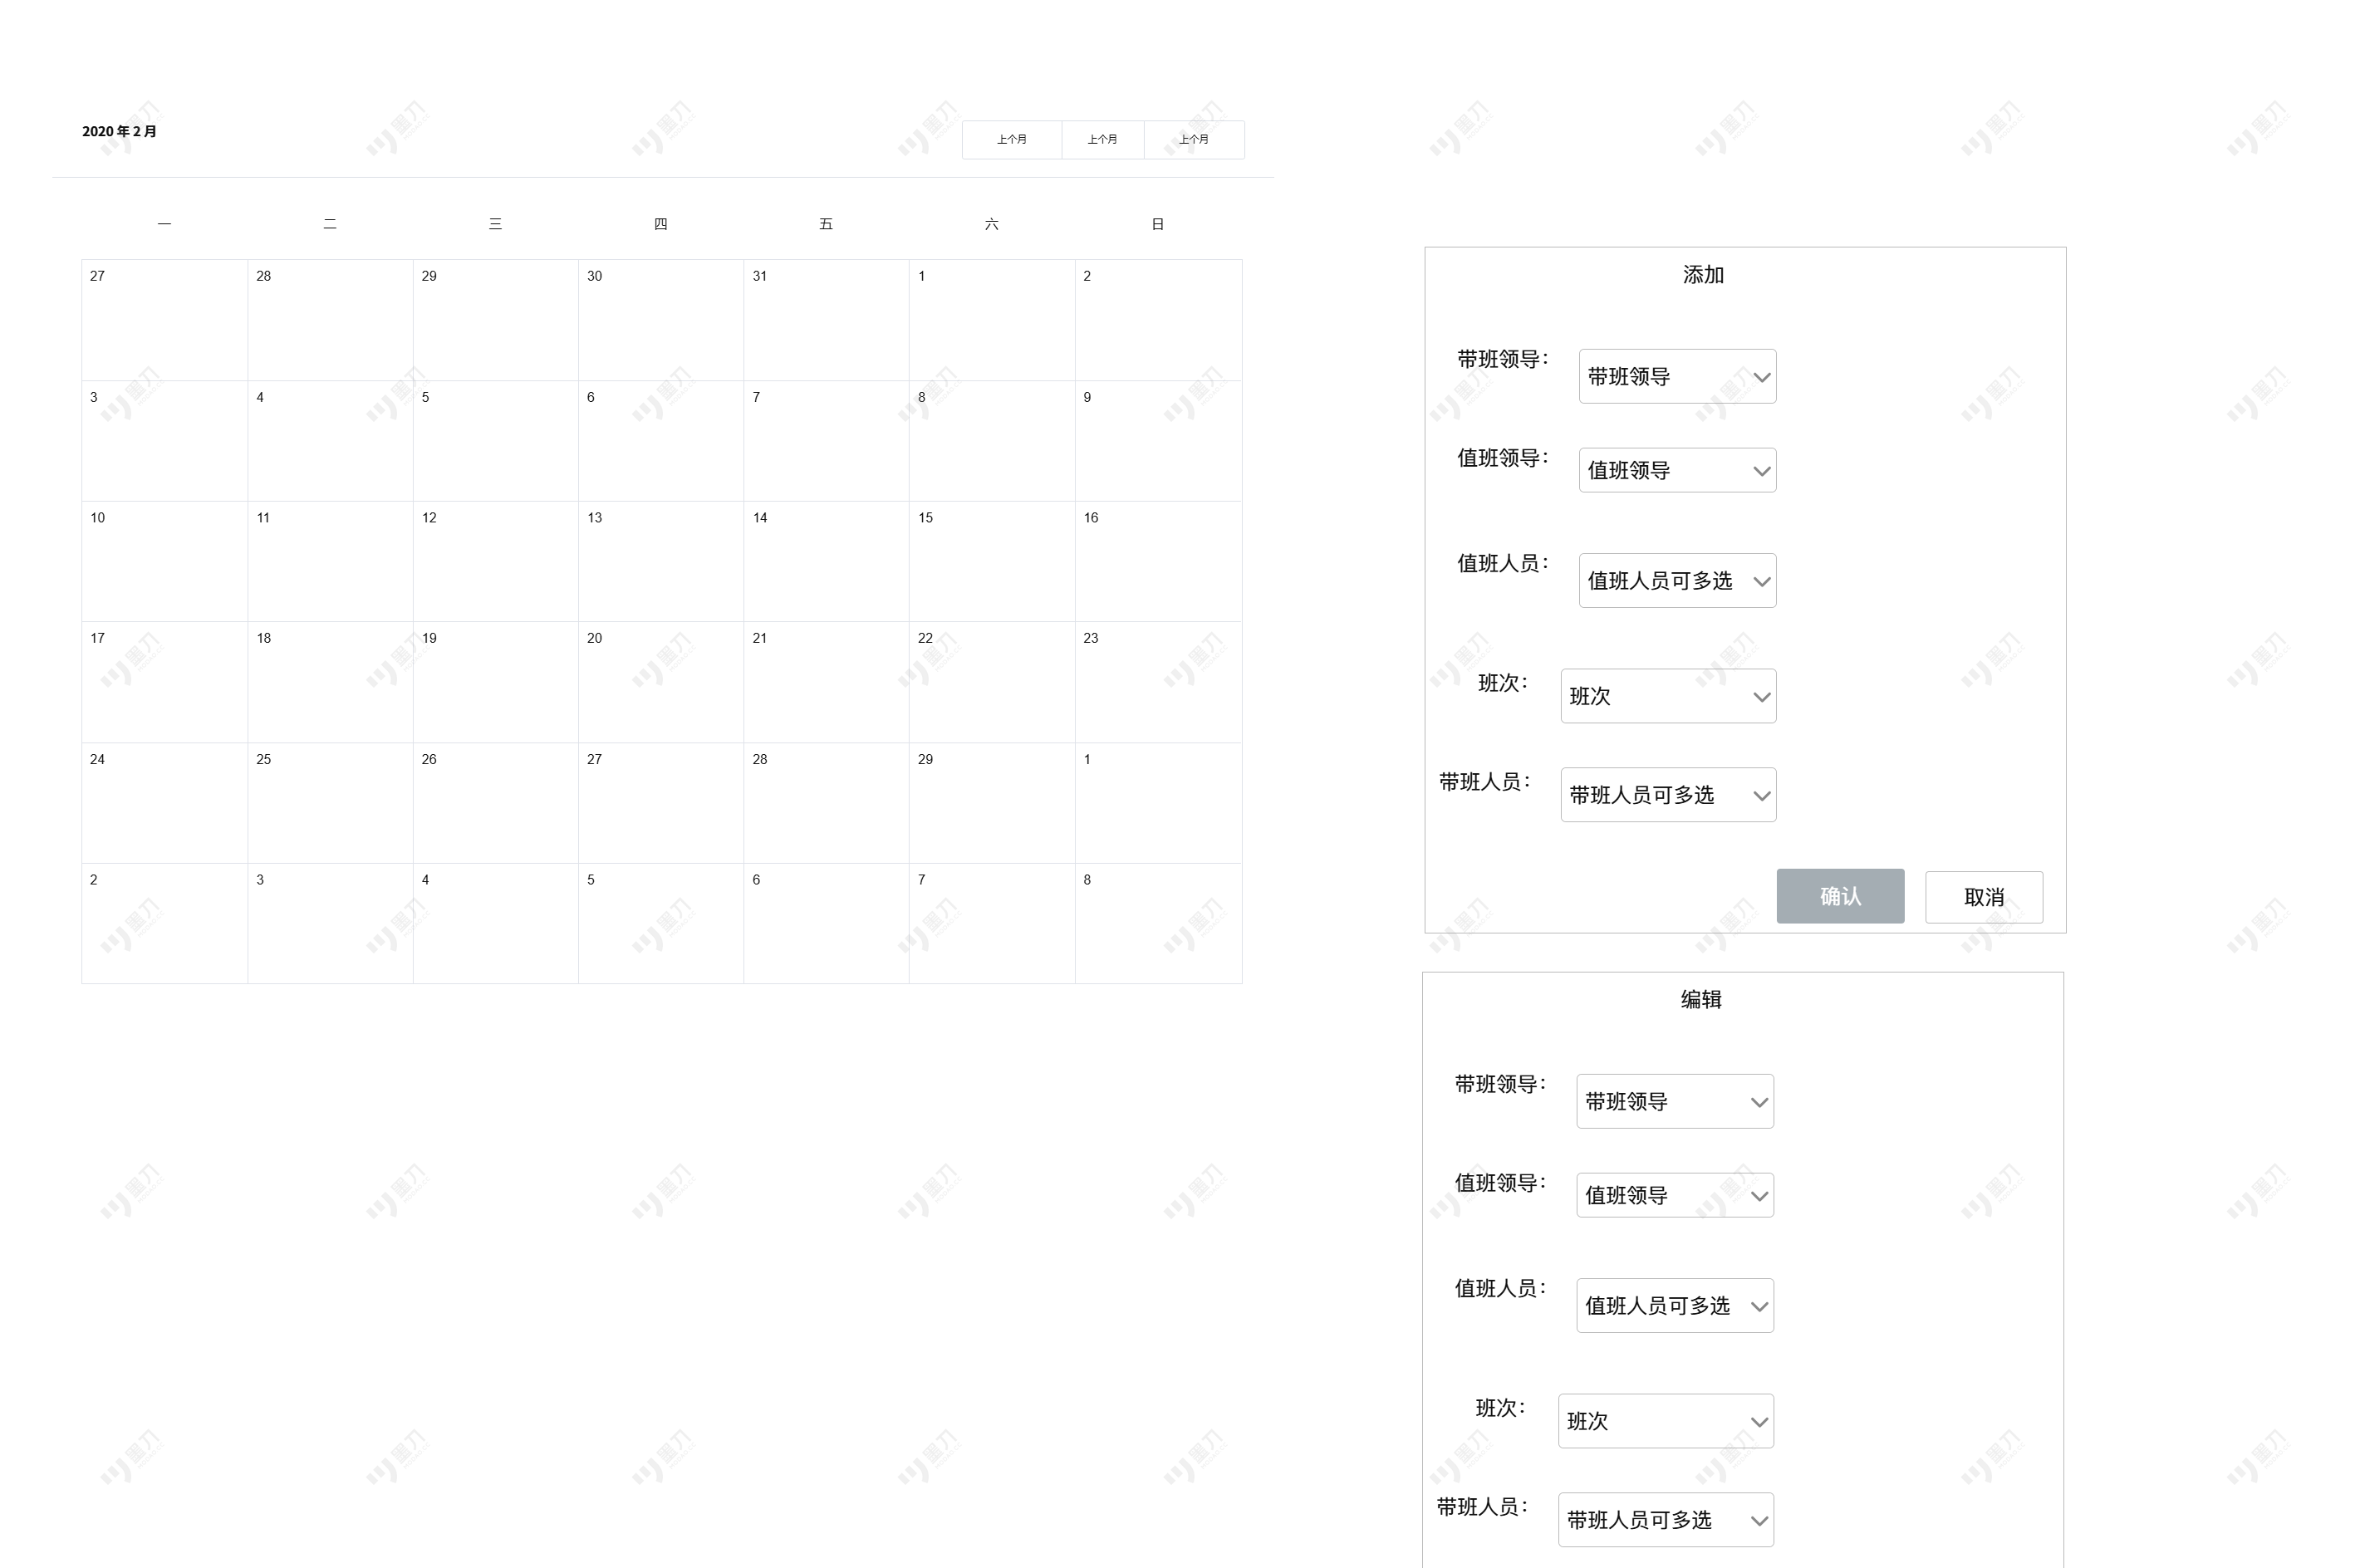 2020 年 2 月
上个月 上个月 上个月
一 二 三 四 五 六 日
27 28 29 30 31 1 2
3 4 5 6 7 8 9
10 11 12 13 14 15 16
17 18 19 20 21 22 23
24 25 26 27 28 29 1
2 3 4 5 6 7 8
添加
带班领导： 带班领导
值班领导： 值班领导
值班人员： 值班人员可多选
班次： 班次
带班人员： 带班人员可多选
确认 取消
编辑
带班领导： 带班领导
值班领导： 值班领导
值班人员： 值班人员可多选
班次： 班次
带班人员： 带班人员可多选
墨刀